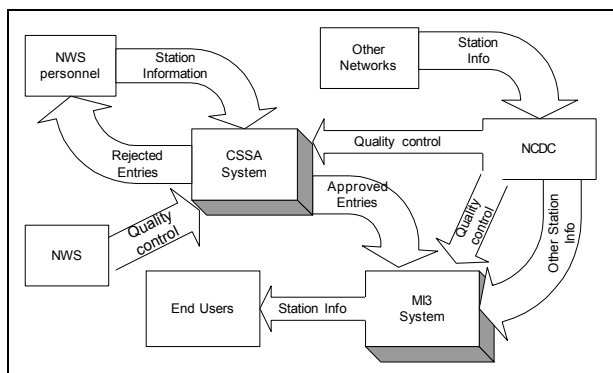 NWS
personnel
Station
Information
Other
Networks
Station
Info
Rejected
Entries
CSSA
System
Quality control
NCDC
Approved
Entries
NWS
Quality
control
Quality
control
Other Station
Info
End Users
Station Info
MI3
System